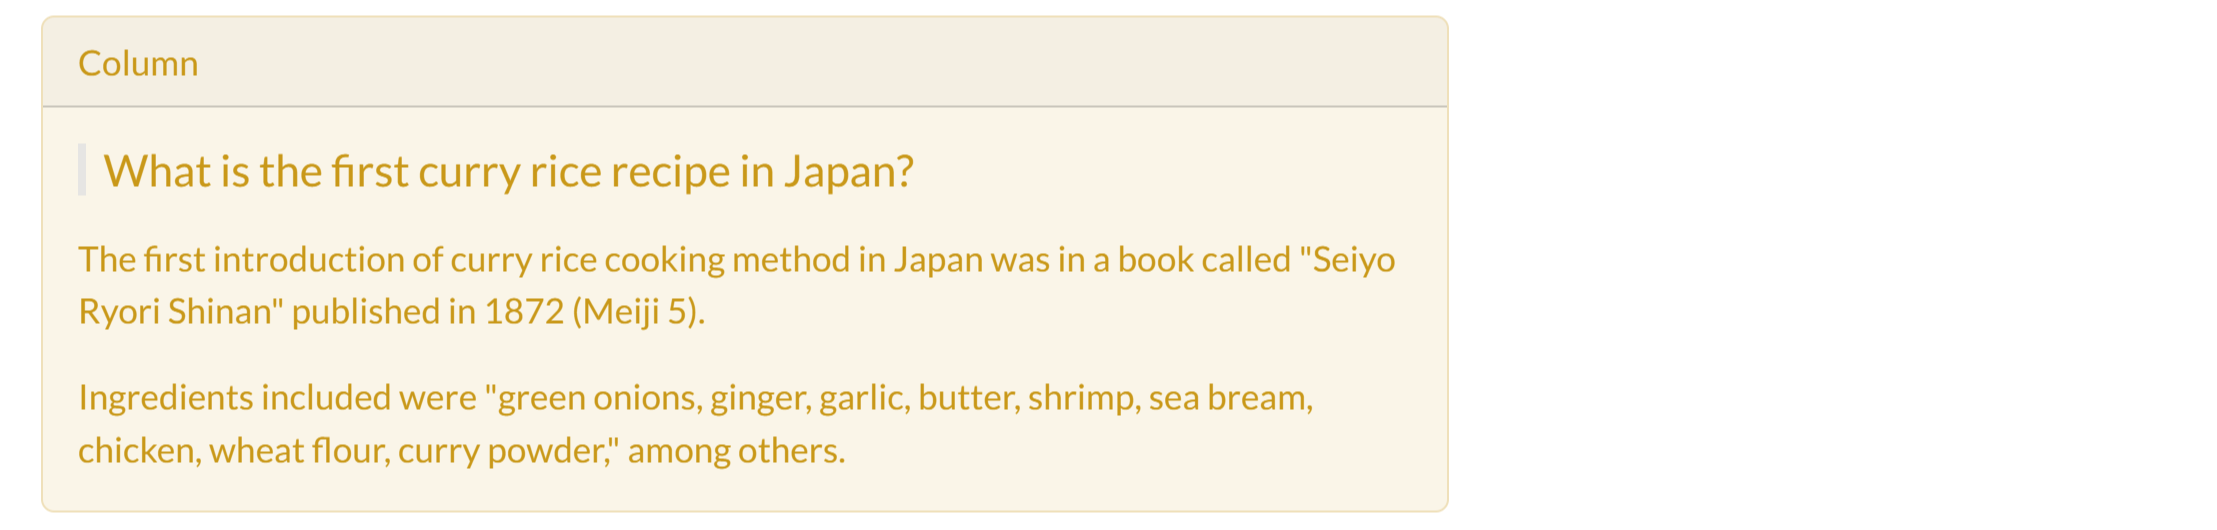 Column
What is the first curry rice recipe in Japan?
The first introduction of curry rice cooking method in Japan was in a book called "Seiyo
Ryori Shinan" published in 1872 (Meiji 5).
Ingredients included were "green onions, ginger, garlic, butter, shrimp, sea bream,
chicken, wheat flour, curry powder," among others.